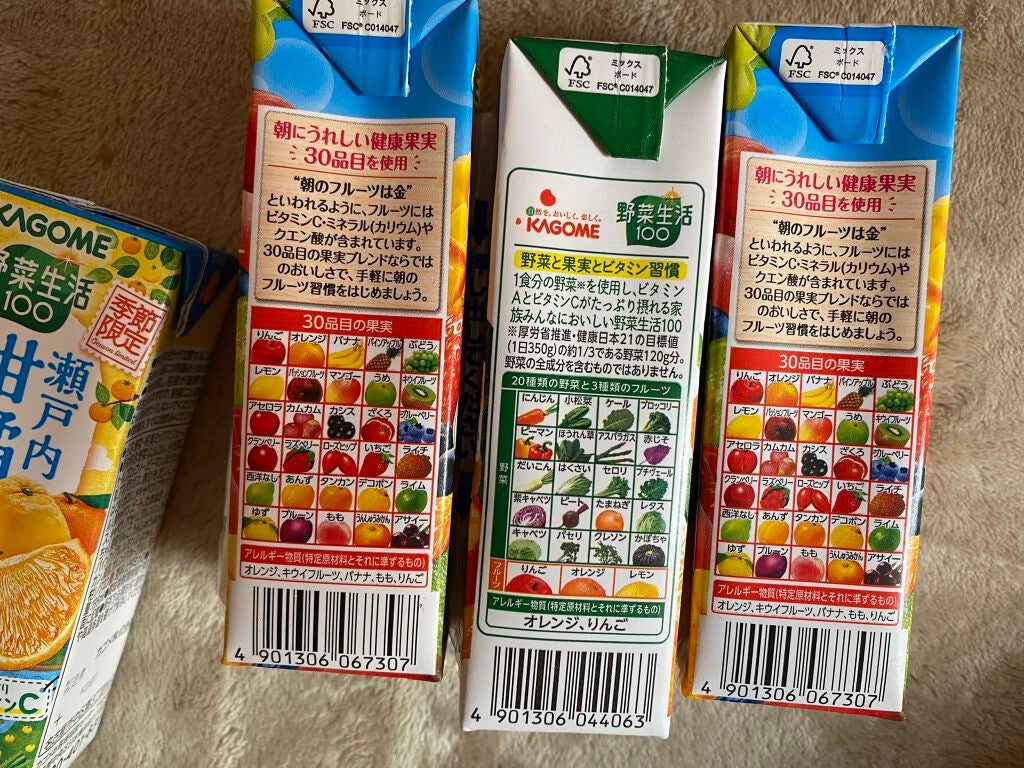 KAGOME
野菜生活
100
季節
限定
Season Limited
瀬戸内
ミックス
ボード
FSC
FSC® C014047
朝にうれしい健康果実
30品目を使用
“朝のフルーツは金”
といわれるように、フルーツには
ビタミンC・ミネラル(カリウム)や
クエン酸が含まれています。
30品目の果実ブレンドならでは
のおいしさで、手軽に朝の
フルーツ習慣をはじめましょう。
30品目の果実
りんご オレンジ バナナ パインアップル ぶどう
レモン パッションフルーツ マンゴー うめ キウイフルーツ
アセロラ カムカム カシス ざくろ ブルーベリー
クランベリー ラズベリー ローズヒップ いちご ライチ
西洋なし あんず タンカン デコポン ライム
ゆず プルーン もも うんしゅうみかん アサイー
アレルギー物質(特定原材料とそれに準ずるもの)
オレンジ、キウイフルーツ、バナナ、もも、りんご
4 901306 067307
ミックス
ボード
FSC
FSC® C014047
自然を、おいしく、楽しく。
KAGOME
野菜生活
100
野菜と果実とビタミン習慣
1食分の野菜※を使用し、ビタミン
AとビタミンCがたっぷり摂れる家
族みんなにおいしい野菜生活100
※厚労省推進・健康日本21の目標値
(1日350g)の約1/3である野菜120g分。
野菜の全成分を含むものではありません。
20種類の野菜と3種類のフルーツ
野菜
にんじん 小松菜 ケール ブロッコリー
ピーマン ほうれん草 アスパラガス 赤じそ
だいこん はくさい セロリ プチヴェール
紫キャベツ ビート たまねぎ レタス
キャベツ パセリ クレソン かぼちゃ
フルーツ
りんご オレンジ レモン
アレルギー物質(特定原材料とそれに準ずるもの)
オレンジ、りんご
4 901306 044063
ミックス
ボード
FSC
FSC® C014047
朝にうれしい健康果実
30品目を使用
“朝のフルーツは金”
といわれるように、フルーツには
ビタミンC・ミネラル(カリウム)や
クエン酸が含まれています。
30品目の果実ブレンドならでは
のおいしさで、手軽に朝の
フルーツ習慣をはじめましょう。
30品目の果実
りんご オレンジ バナナ パインアップル ぶどう
レモン パッションフルーツ マンゴー うめ キウイフルーツ
アセロラ カムカム カシス ざくろ ブルーベリー
クランベリー ラズベリー ローズヒップ いちご ライチ
西洋なし あんず タンカン デコポン ライム
ゆず プルーン もも うんしゅうみかん アサイー
アレルギー物質(特定原材料とそれに準ずるもの)
オレンジ、キウイフルーツ、バナナ、もも、りんご
4 901306 067307